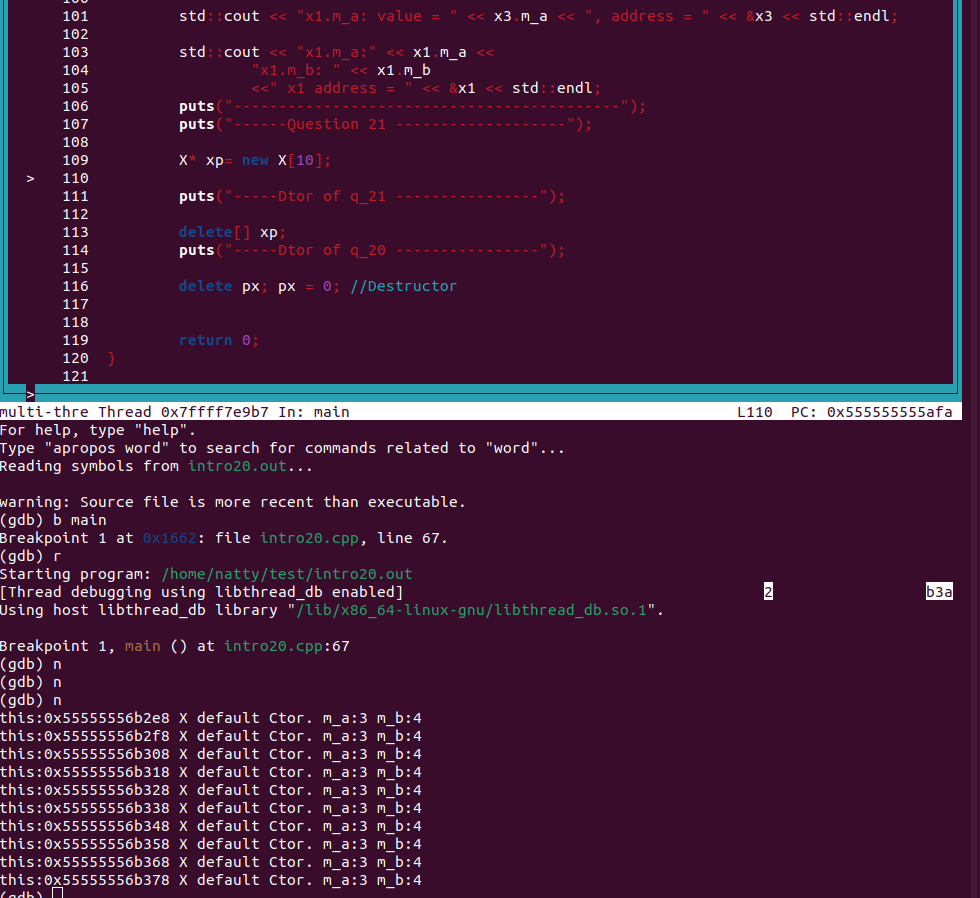 100
101 std::cout << "x1.m_a: value = " << x3.m_a << ", address = " << &x3 << std::endl;
102
103 std::cout << "x1.m_a:" << x1.m_a <<
104 "x1.m_b: " << x1.m_b
105 <<" x1 address = " << &x1 << std::endl;
106 puts("-------------------------------------------");
107 puts("------Question 21 -------------------");
108
109 X* xp= new X[10];
> 110
111 puts("-----Dtor of q_21 ----------------");
112
113 delete[] xp;
114 puts("-----Dtor of q_20 ----------------");
115
116 delete px; px = 0; //Destructor
117
118
119 return 0;
120 }
121
>
multi-thre Thread 0x7ffff7e9b7 In: main L110 PC: 0x555555555afa
For help, type "help".
Type "apropos word" to search for commands related to "word"...
Reading symbols from intro20.out...
warning: Source file is more recent than executable.
(gdb) b main
Breakpoint 1 at 0x1662: file intro20.cpp, line 67.
(gdb) r
Starting program: /home/natty/test/intro20.out
[Thread debugging using libthread_db enabled] 2 b3a
Using host libthread_db library "/lib/x86_64-linux-gnu/libthread_db.so.1".
Breakpoint 1, main () at intro20.cpp:67
(gdb) n
(gdb) n
(gdb) n
this:0x55555556b2e8 X default Ctor. m_a:3 m_b:4
this:0x55555556b2f8 X default Ctor. m_a:3 m_b:4
this:0x55555556b308 X default Ctor. m_a:3 m_b:4
this:0x55555556b318 X default Ctor. m_a:3 m_b:4
this:0x55555556b328 X default Ctor. m_a:3 m_b:4
this:0x55555556b338 X default Ctor. m_a:3 m_b:4
this:0x55555556b348 X default Ctor. m_a:3 m_b:4
this:0x55555556b358 X default Ctor. m_a:3 m_b:4
this:0x55555556b368 X default Ctor. m_a:3 m_b:4
this:0x55555556b378 X default Ctor. m_a:3 m_b:4
(gdb)